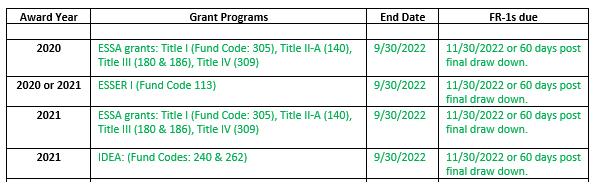 Award Year Grant Programs End Date FR-1s due
2020 ESSA grants: Title I (Fund Code: 305), Title II-A (140), 9/30/2022 11/30/2022 or 60 days post
Title III (180 & 186), Title IV (309) final draw down.
2020 or 2021 ESSER I (Fund Code 113) 9/30/2022 11/30/2022 or 60 days post
final draw down.
2021 ESSA grants: Title I (Fund Code: 305), Title II-A (140), 9/30/2022 11/30/2022 or 60 days post
Title III (180 & 186), Title IV (309) final draw down.
2021 IDEA: (Fund Codes: 240 & 262) 9/30/2022 11/30/2022 or 60 days post
final draw down.